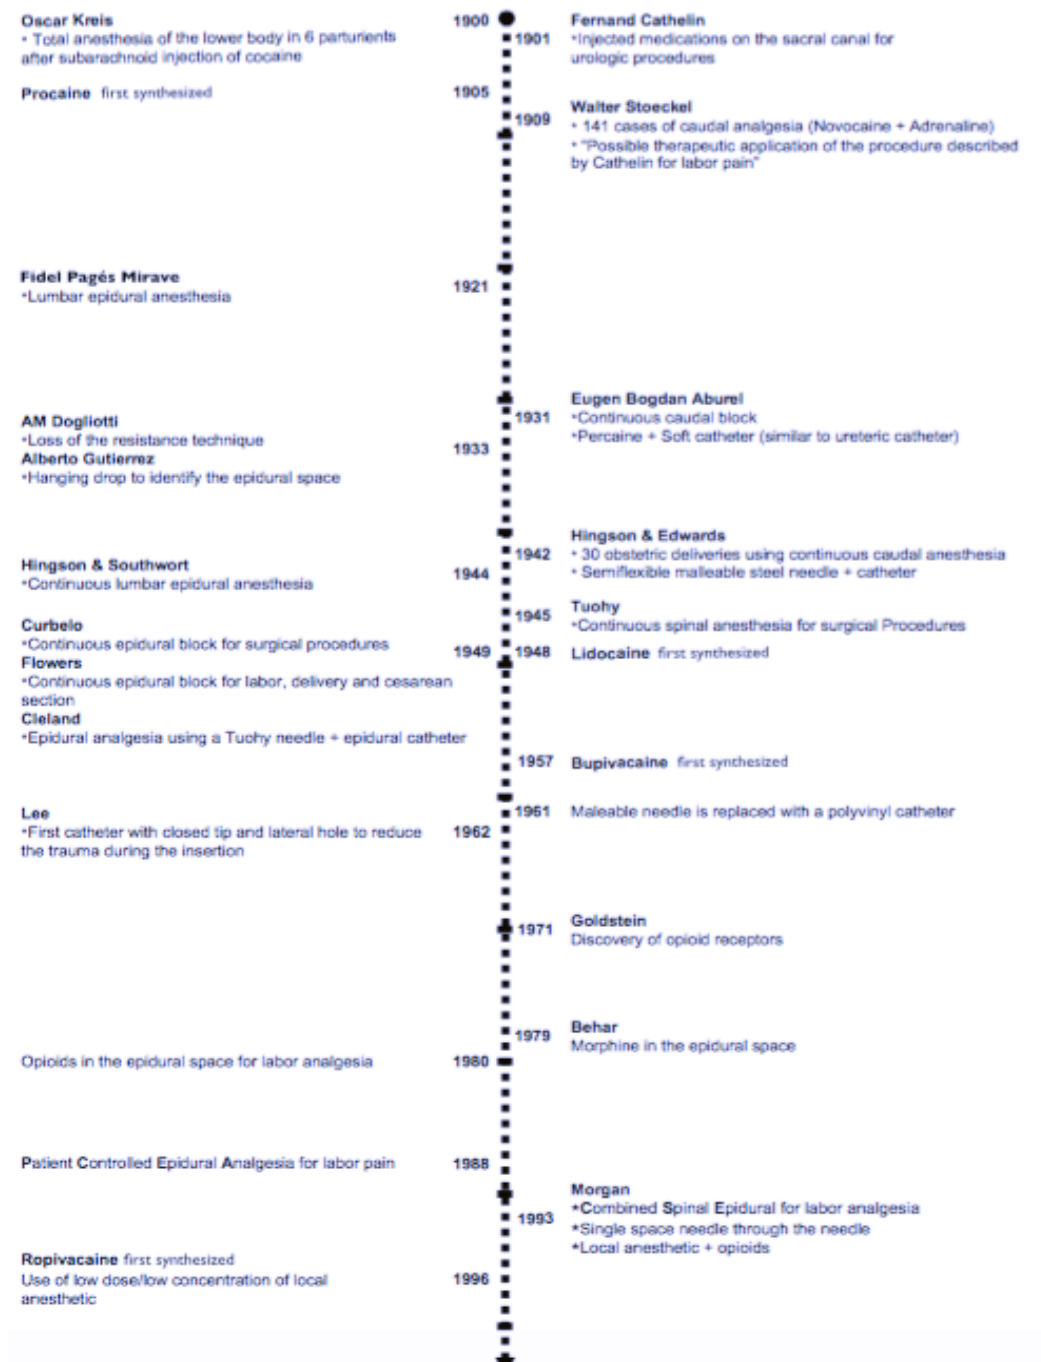 Oscar Kreis
• Total anesthesia of the lower body in 6 parturients
after subarachnoid injection of cocaine
1900
Fernand Cathelin
1901
•Injected medications on the sacral canal for
urologic procedures
Procaine first synthesized
1905
Walter Stoeckel
1909
• 141 cases of caudal analgesia (Novocaine + Adrenaline)
• "Possible therapeutic application of the procedure described
by Cathelin for labor pain"
Fidel Pagés Mirave
•Lumbar epidural anesthesia
1921
Eugen Bogdan Aburel
1931
•Continuous caudal block
•Percaine + Soft catheter (similar to ureteric catheter)
AM Dogliotti
•Loss of the resistance technique
1933
Alberto Gutierrez
•Hanging drop to identify the epidural space
Hingson & Edwards
1942
• 30 obstetric deliveries using continuous caudal anesthesia
• Semiflexible malleable steel needle + catheter
Hingson & Southwort
•Continuous lumbar epidural anesthesia
1944
Tuohy
1945
•Continuous spinal anesthesia for surgical Procedures
Curbelo
•Continuous epidural block for surgical procedures
1949
1948
Lidocaine first synthesized
Flowers
•Continuous epidural block for labor, delivery and cesarean
section
Cleland
•Epidural analgesia using a Tuohy needle + epidural catheter
1957
Bupivacaine first synthesized
1961
Maleable needle is replaced with a polyvinyl catheter
Lee
•First catheter with closed tip and lateral hole to reduce
the trauma during the insertion
1962
Goldstein
1971
Discovery of opioid receptors
Behar
1979
Morphine in the epidural space
Opioids in the epidural space for labor analgesia
1980
Patient Controlled Epidural Analgesia for labor pain
1988
Morgan
1993
*Combined Spinal Epidural for labor analgesia
*Single space needle through the needle
*Local anesthetic + opioids
Ropivacaine first synthesized
Use of low dose/low concentration of local
anesthetic
1996